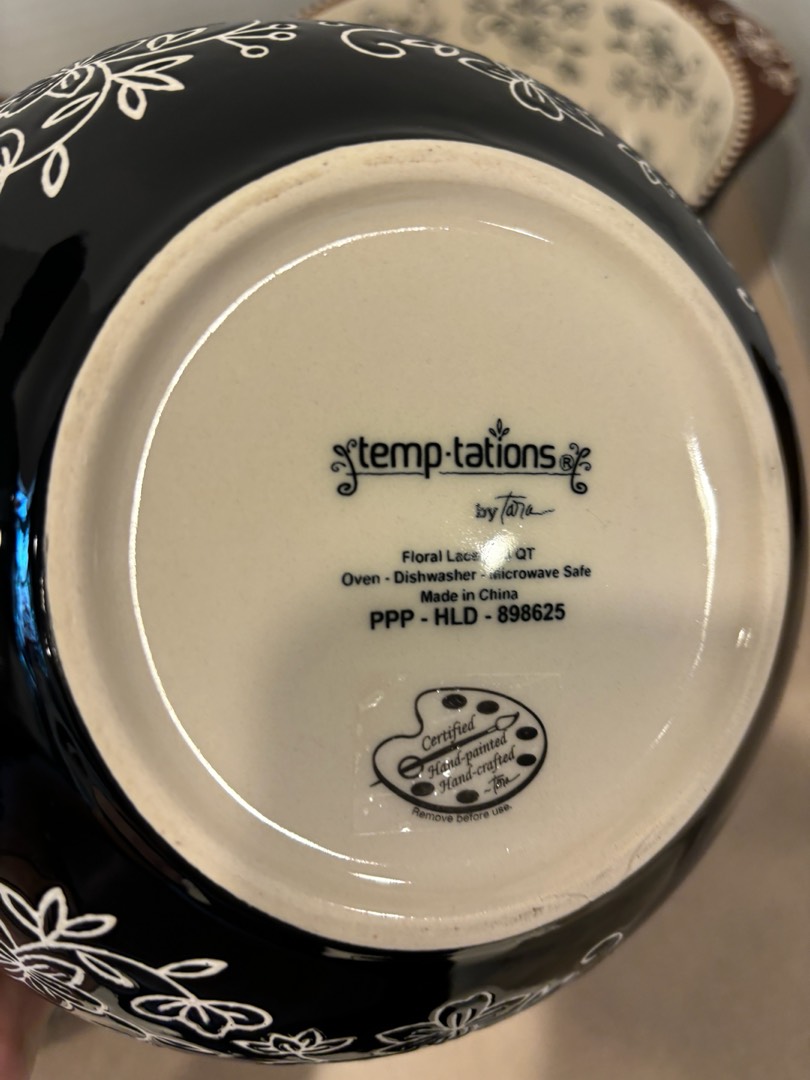 temp·tations®
by Tara
Floral Lace QT
Oven - Dishwasher - Microwave Safe
Made in China
PPP - HLD - 898625
Certified
Hand-painted
Hand-crafted
~Tara
Remove before use.